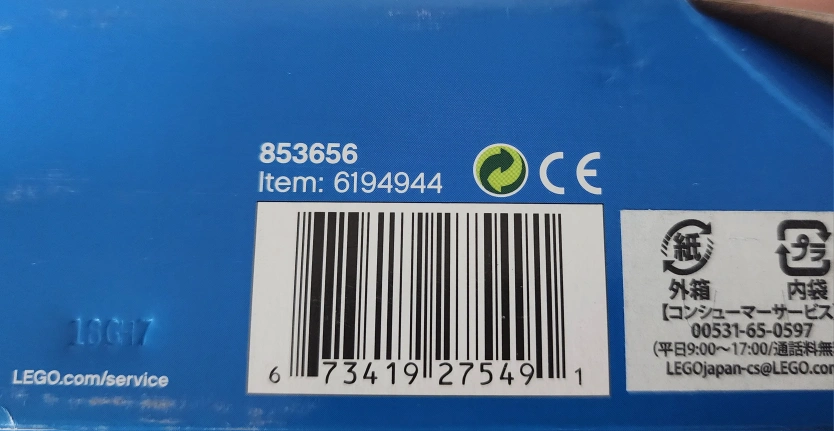 853656
Item: 6194944
CE
6 73419 27549 1
LEGO.com/service
紙
プラ
外箱 内袋
【コンシューマーサービス
00531-65-0597
(平日9:00〜17:00/通話料無
LEGOjapan-cs@LEGO.com